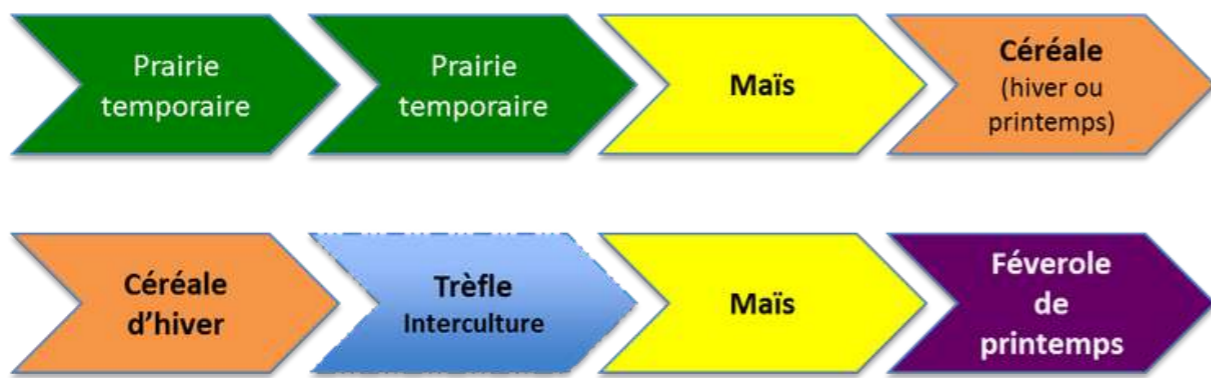 Prairie
temporaire
Prairie
temporaire
Maïs
Céréale
(hiver ou
printemps)
Céréale
d'hiver
Trèfle
Interculture
Maïs
Féverole
de
printemps